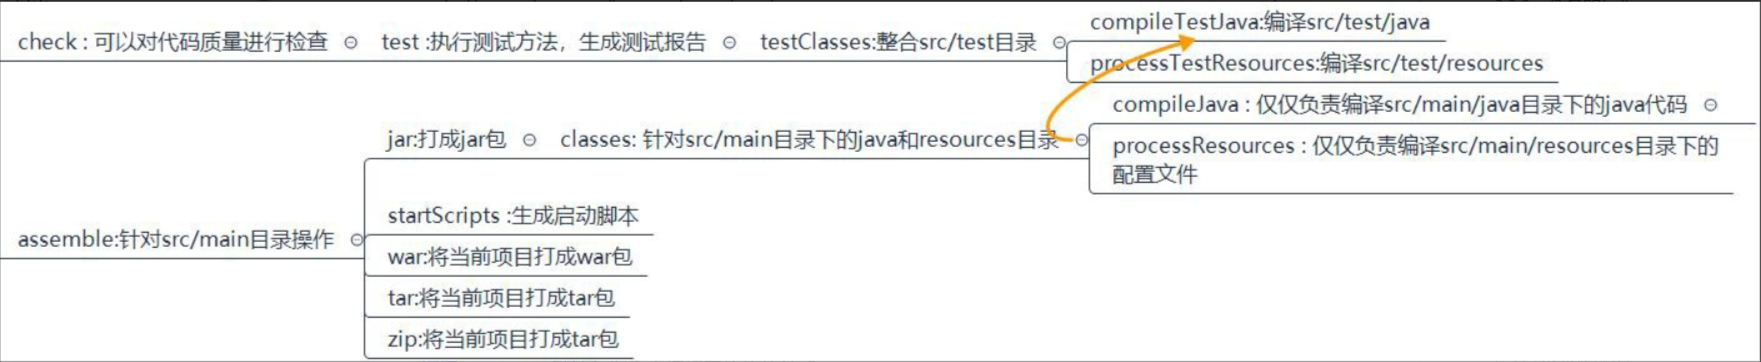 check : 可以对代码质量进行检查
test :执行测试方法，生成测试报告
testClasses:整合src/test目录
compileTestJava:编译src/test/java
processTestResources:编译src/test/resources
assemble:针对src/main目录操作
jar:打成jar包
classes: 针对src/main目录下的java和resources目录
compileJava : 仅仅负责编译src/main/java目录下的java代码
processResources : 仅仅负责编译src/main/resources目录下的
配置文件
startScripts :生成启动脚本
war:将当前项目打成war包
tar:将当前项目打成tar包
zip:将当前项目打成tar包